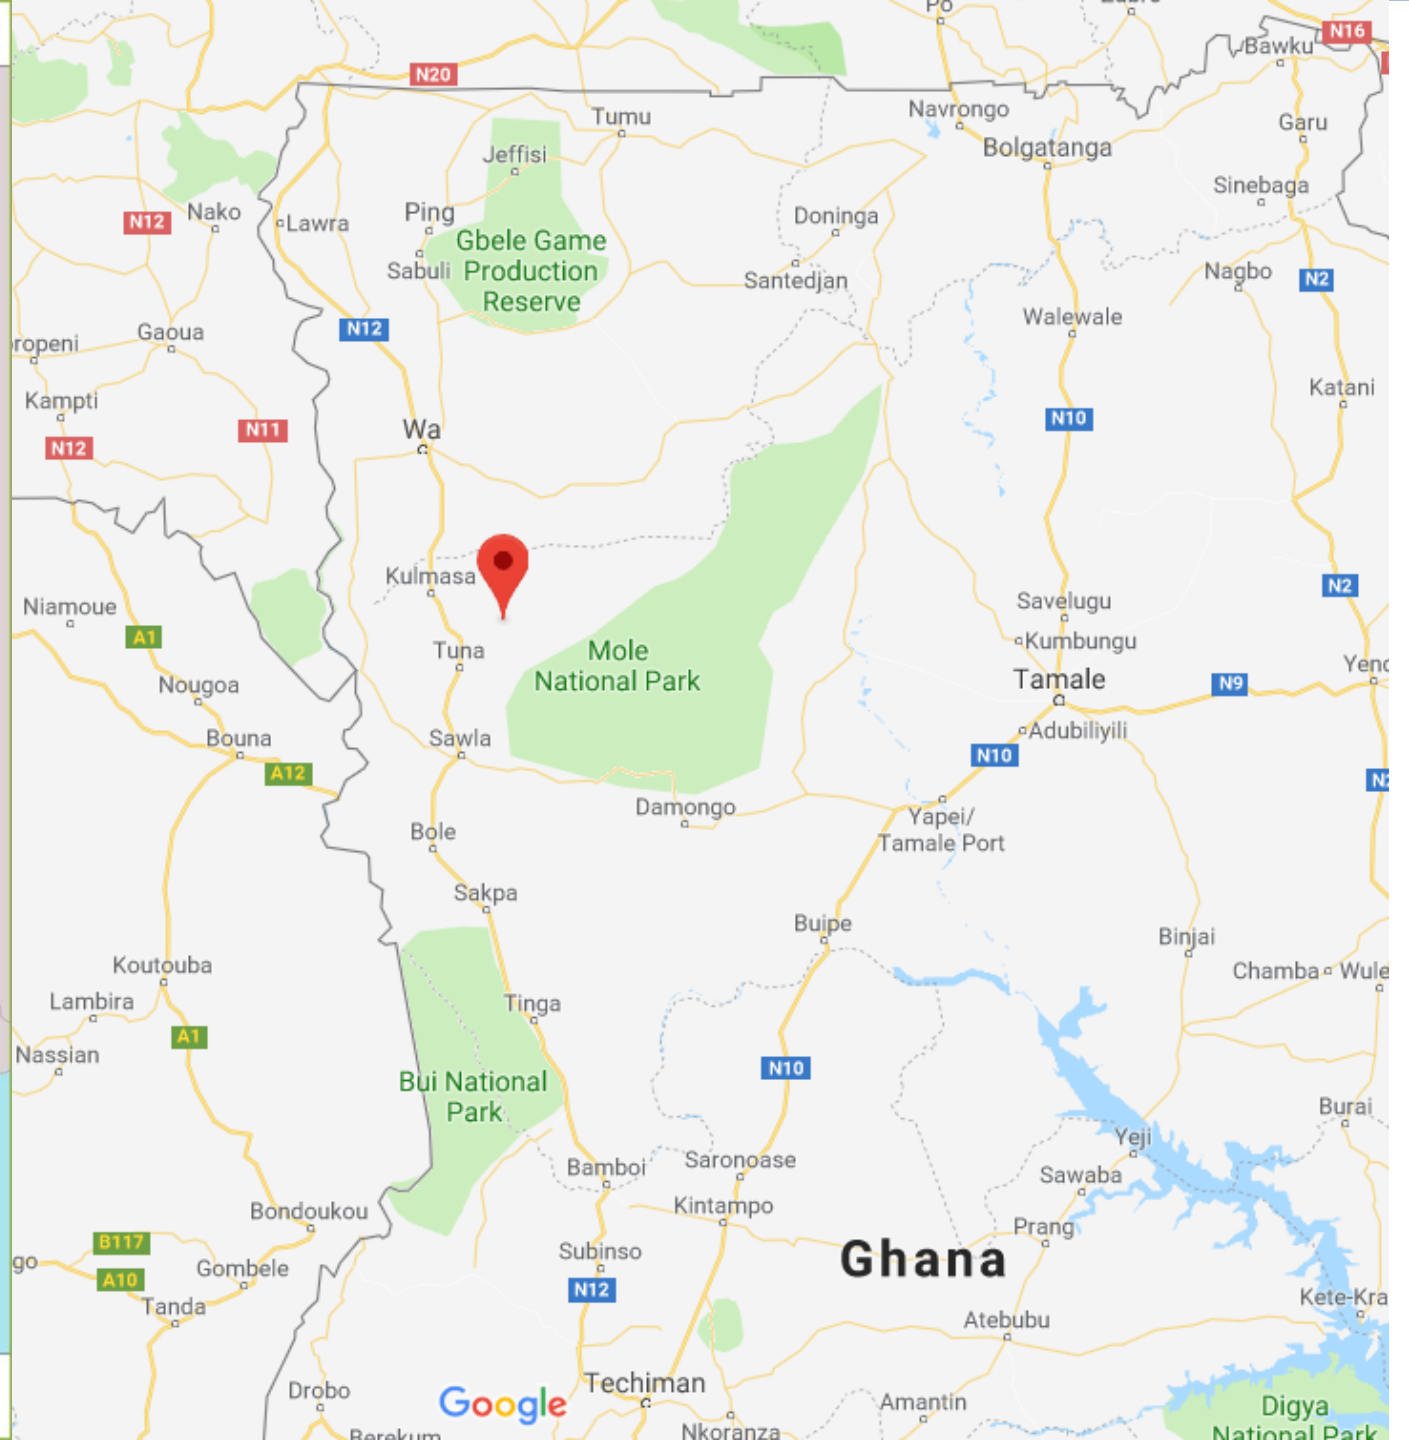 Po
N16
Bawku
N20
Navrongo
Tumu
Garu
Bolgatanga
Jeffisi
Sinebaga
Nako
Ping
Doninga
N12
Lawra
Gbele Game
Production
Reserve
Sabuli
Santedjan
Nagbo
N2
Walewale
N12
Gaoua
ropeni
Katani
Kampti
N10
N11
Wa
N12
Kulmasa
N2
Niamoue
Savelugu
A1
Kumbungu
Tuna
Mole
National Park
Yend
Tamale
Nougoa
N9
Bouna
Sawla
Adubiliyili
N10
A12
N2
Damongo
Yapei/
Tamale Port
Bole
Sakpa
Buipe
Binjai
Koutouba
Chamba
Wule
Lambira
Tinga
A1
Nassian
N10
Bui National
Park
Burai
Yeji
Bamboi
Saronoase
Sawaba
Kintampo
Bondoukou
Prang
B117
Subinso
Ghana
go
Gombele
A10
N12
Kete-Kra
Tanda
Atebubu
Techiman
Drobo
Google
Amantin
Digya
National Park
Nkoranza
Berekum